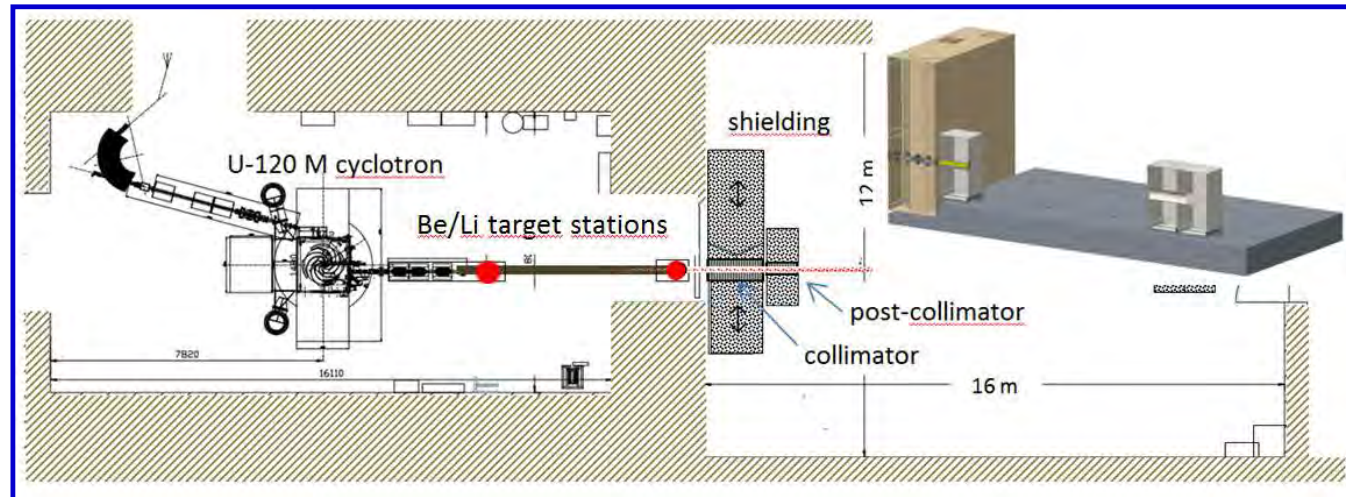 shielding
U-120 M cyclotron
12 m
Be/Li target stations
post-collimator
collimator
7820
16110
16 m